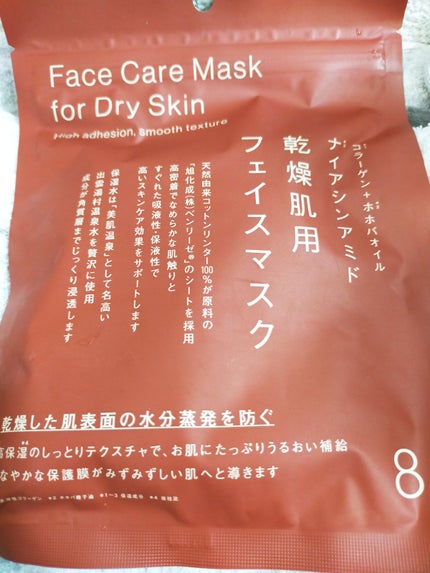 Face Care Mask
for Dry Skin
High adhesion, smooth texture
コラーゲン+ホホバオイル
ナイアシンアミド
乾燥肌用
フェイスマスク
天然由来コットンリンター100%が原料の
「旭化成(株)ベンリーゼ®」のシートを採用
高密着でなめらかな肌触りと
すぐれた吸液性・保液性で
高いスキンケア効果をサポートします
保湿水は「美肌温泉」として名高い
出雲湯村温泉水を贅沢に使用
成分が角質層までじっくり浸透します
乾燥した肌表面の水分蒸発を防ぐ
高保湿のしっとりテクスチャで、お肌にたっぷりうるおい補給
なやかな保護膜がみずみずしい肌へと導きます
8